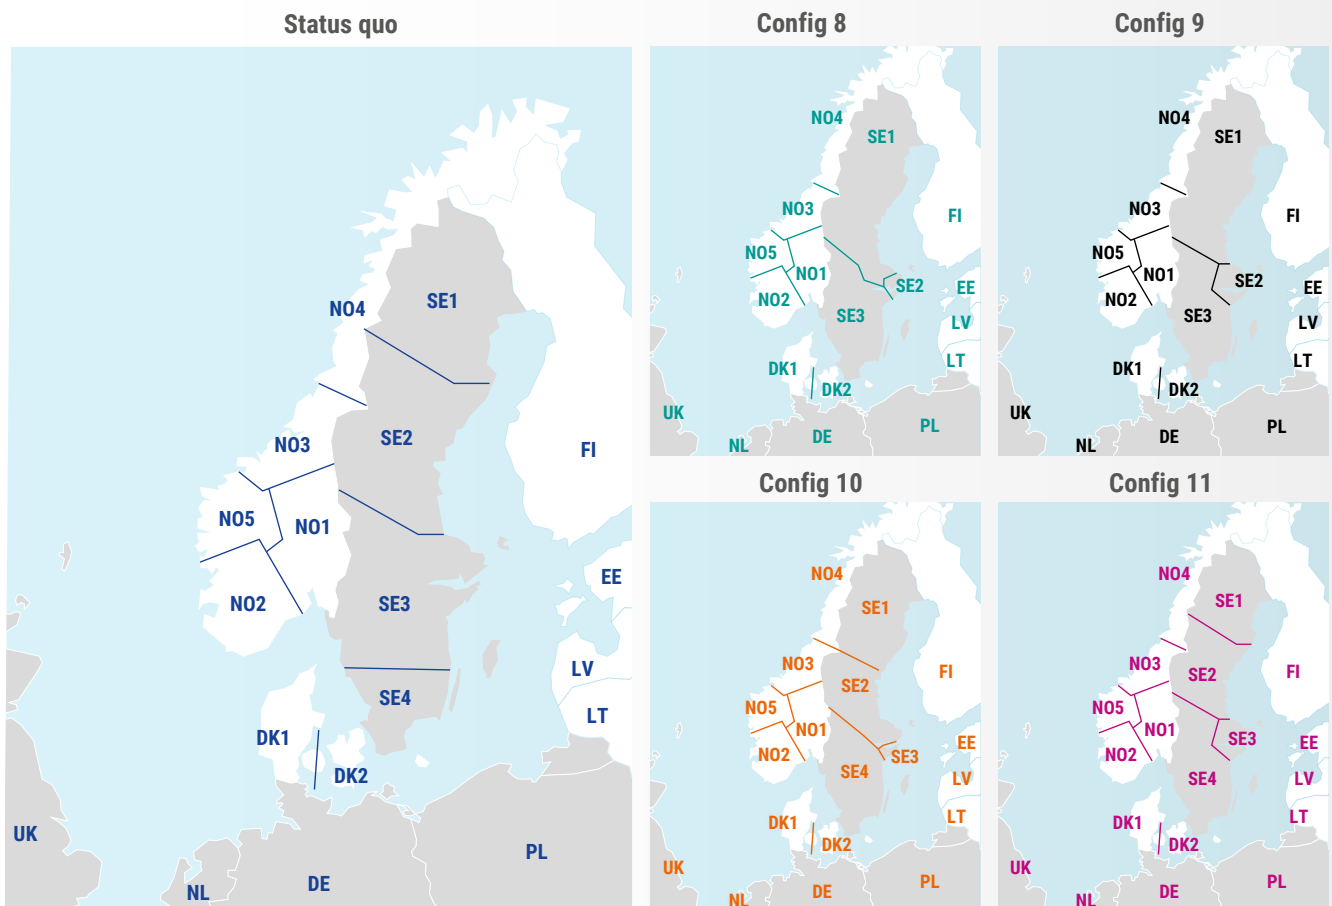 Status quo
NO4
SE1
SE2
NO3
FI
NO5
NO1
EE
NO2
SE3
LV
SE4
LT
DK1
DK2
UK
PL
NL
DE
Config 8
NO4
SE1
NO3
FI
NO5
NO1
SE2
EE
NO2
SE3
LV
DK1
LT
DK2
UK
PL
NL
DE
Config 9
NO4
SE1
NO3
FI
NO5
NO1
SE2
EE
NO2
SE3
LV
DK1
LT
DK2
UK
PL
NL
DE
Config 10
NO4
SE1
NO3
FI
SE2
NO5
NO1
EE
NO2
SE3
SE4
LV
DK1
LT
DK2
UK
PL
NL
DE
Config 11
NO4
SE1
NO3
FI
SE2
NO5
NO1
SE3
EE
NO2
SE4
LV
DK1
LT
DK2
UK
PL
NL
DE